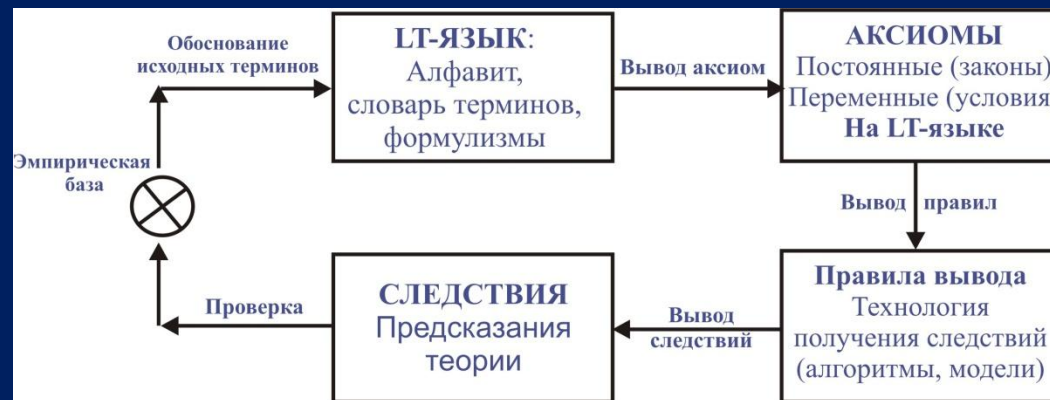 Обоснование
исходных терминов
LT-ЯЗЫК:
Алфавит,
словарь терминов,
формулизмы
Вывод аксиом
АКСИОМЫ
Постоянные (законы)
Переменные (условия
На LT-языке
Эмпирическая
база
Вывод правил
Правила вывода
Технология
получения следствий
(алгоритмы, модели)
Вывод
следствий
СЛЕДСТВИЯ
Предсказания
теории
Проверка